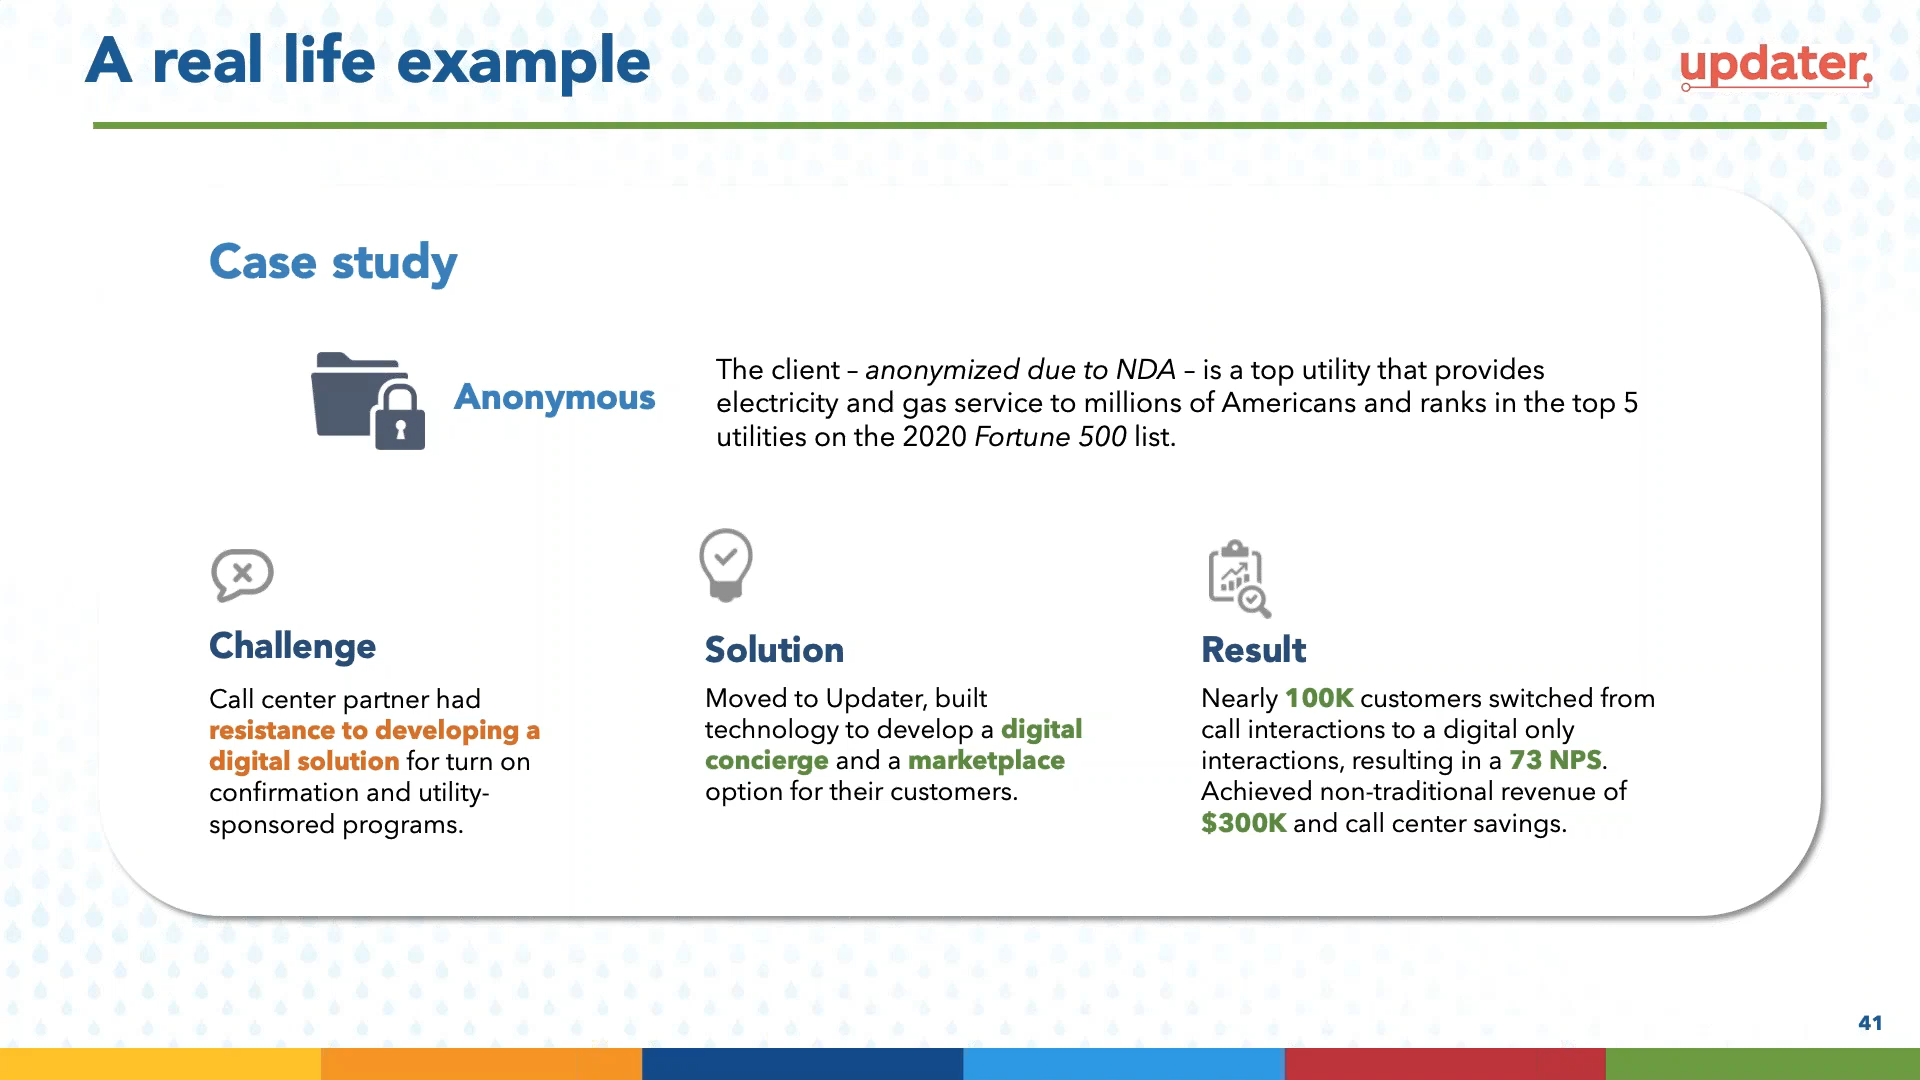 A real life example
updater.
Case study
Anonymous
The client – anonymized due to NDA – is a top utility that provides
electricity and gas service to millions of Americans and ranks in the top 5
utilities on the 2020 Fortune 500 list.
Challenge
Call center partner had
resistance to developing a
digital solution for turn on
confirmation and utility-
sponsored programs.
Solution
Moved to Updater, built
technology to develop a digital
concierge and a marketplace
option for their customers.
Result
Nearly 100K customers switched from
call interactions to a digital only
interactions, resulting in a 73 NPS.
Achieved non-traditional revenue of
$300K and call center savings.
41